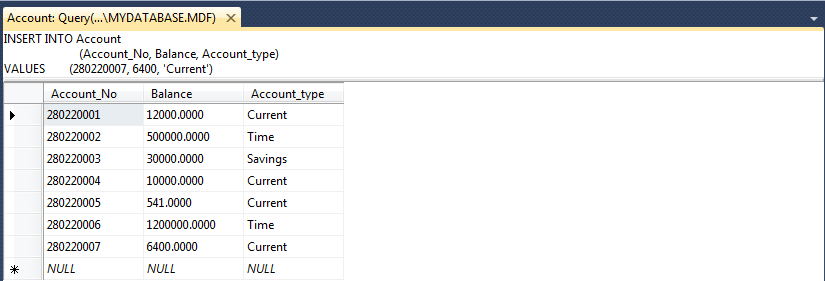 Account: Query(...\MYDATABASE.MDF)
INSERT INTO Account
(Account_No, Balance, Account_type)
VALUES (280220007, 6400, 'Current')
Account_No Balance Account_type
280220001 12000.0000 Current
280220002 500000.0000 Time
280220003 30000.0000 Savings
280220004 10000.0000 Current
280220005 541.0000 Current
280220006 1200000.0000 Time
280220007 6400.0000 Current
NULL NULL NULL